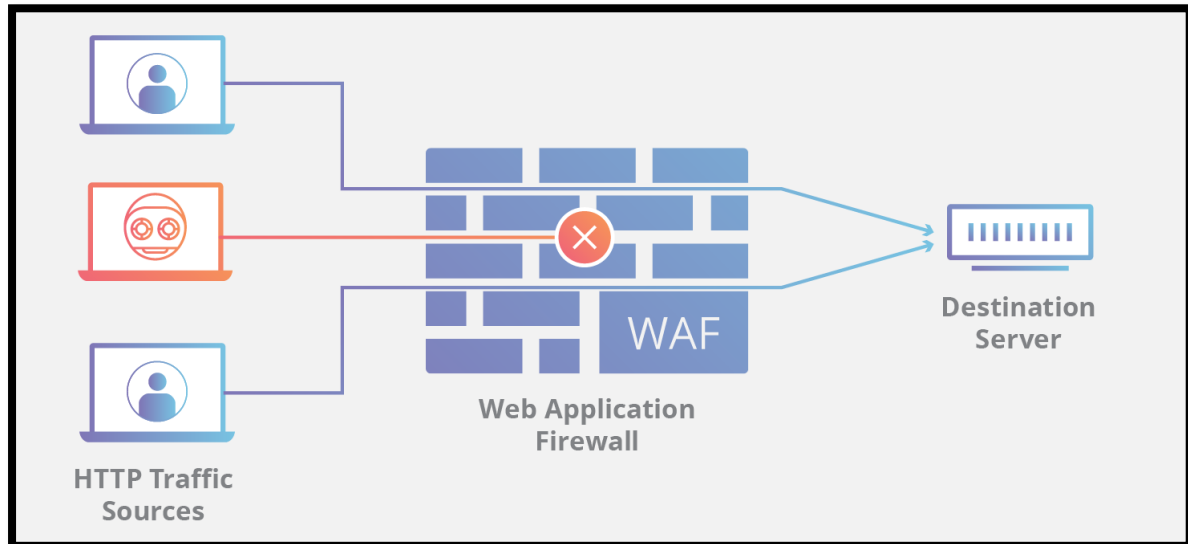 WAF
Web Application
Firewall
HTTP Traffic
Sources
Destination
Server